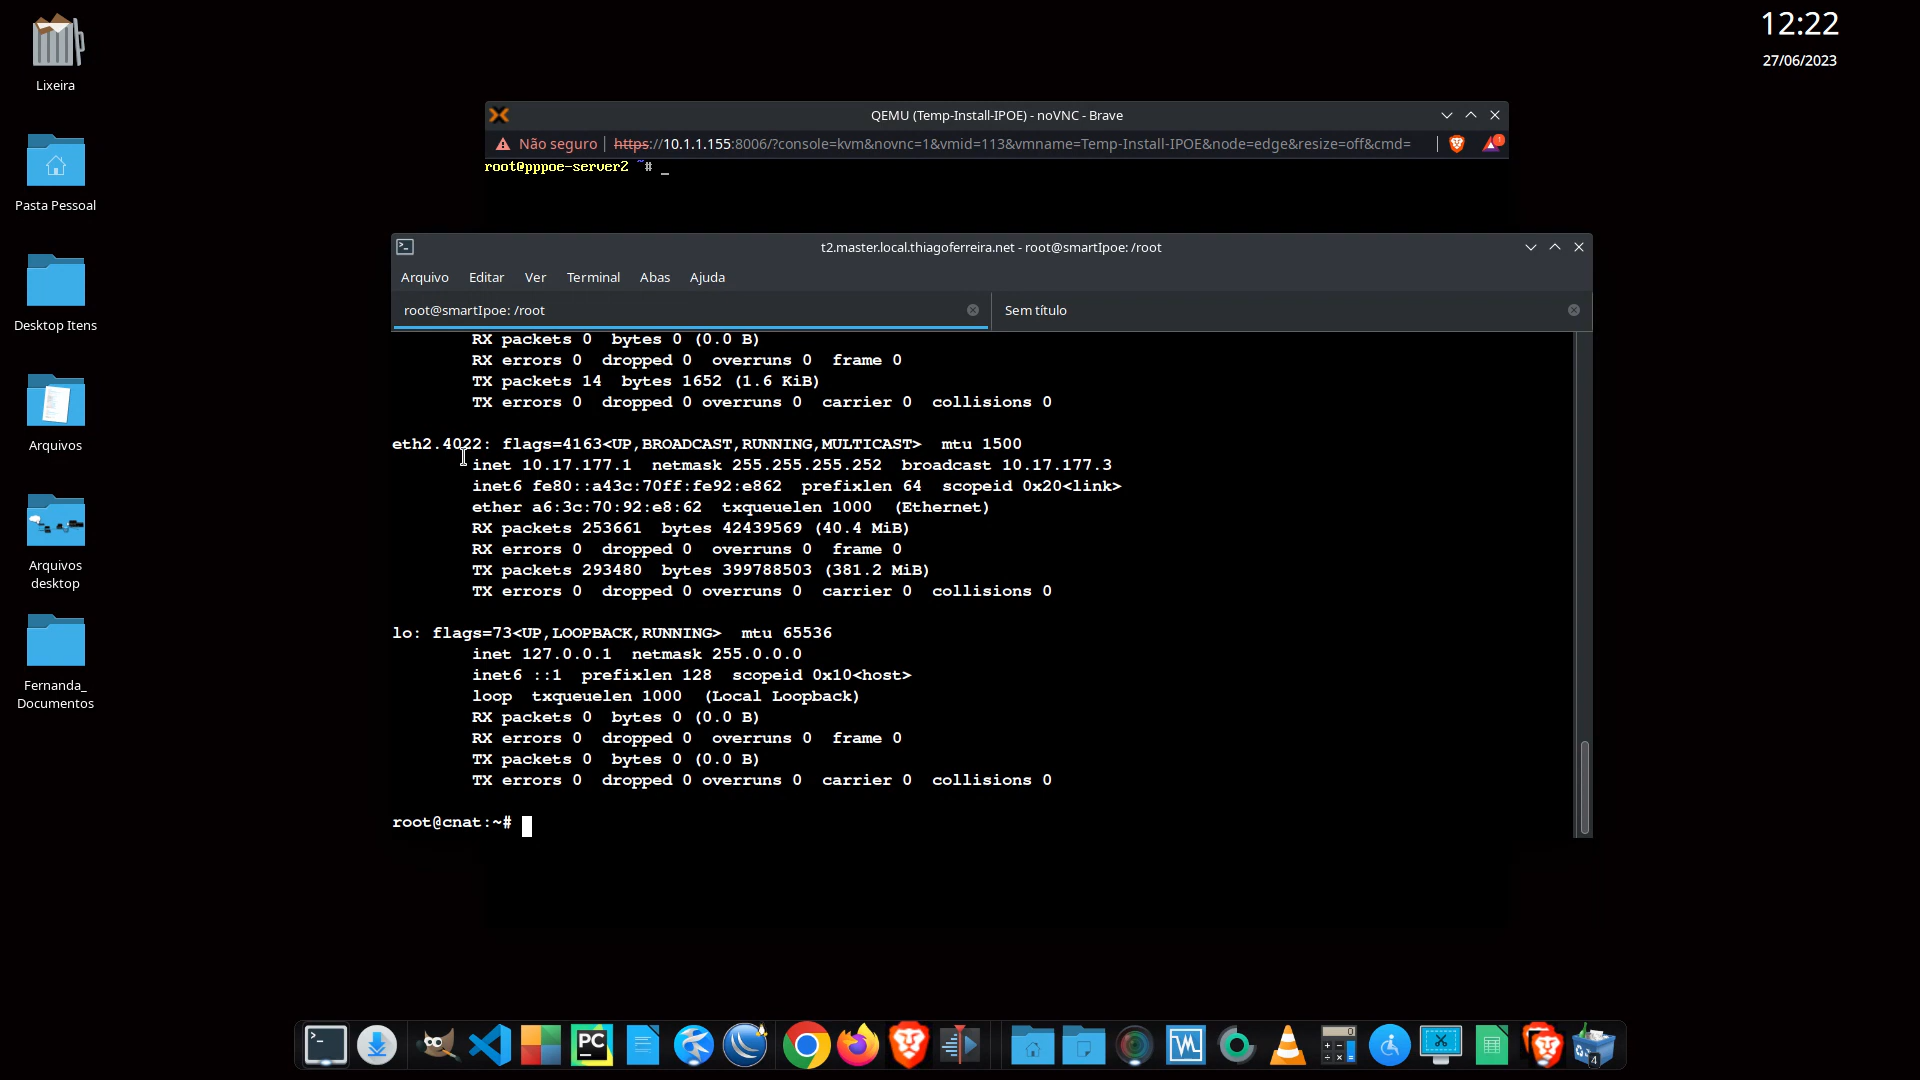 12:22
27/06/2023
Lixeira
Pasta Pessoal
Desktop Itens
Arquivos
Arquivos
desktop
Fernanda_
Documentos
QEMU (Temp-Install-IPOE) - noVNC - Brave
Não seguro | https://10.1.1.155:8006/?console=kvm&novnc=1&vmid=113&vmname=Temp-Install-IPOE&node=edge&resize=off&cmd=
root@pppoe-server2 ~# _
t2.master.local.thiagoferreira.net - root@smartIpoe: /root
Arquivo Editar Ver Terminal Abas Ajuda
root@smartIpoe: /root Sem título
RX packets 0  bytes 0 (0.0 B)
RX errors 0  dropped 0  overruns 0  frame 0
TX packets 14  bytes 1652 (1.6 KiB)
TX errors 0  dropped 0 overruns 0  carrier 0  collisions 0
eth2.4022: flags=4163<UP,BROADCAST,RUNNING,MULTICAST>  mtu 1500
inet 10.17.177.1  netmask 255.255.255.252  broadcast 10.17.177.3
inet6 fe80::a43c:70ff:fe92:e862  prefixlen 64  scopeid 0x20<link>
ether a6:3c:70:92:e8:62  txqueuelen 1000  (Ethernet)
RX packets 253661  bytes 42439569 (40.4 MiB)
RX errors 0  dropped 0  overruns 0  frame 0
TX packets 293480  bytes 399788503 (381.2 MiB)
TX errors 0  dropped 0 overruns 0  carrier 0  collisions 0
lo: flags=73<UP,LOOPBACK,RUNNING>  mtu 65536
inet 127.0.0.1  netmask 255.0.0.0
inet6 ::1  prefixlen 128  scopeid 0x10<host>
loop  txqueuelen 1000  (Local Loopback)
RX packets 0  bytes 0 (0.0 B)
RX errors 0  dropped 0  overruns 0  frame 0
TX packets 0  bytes 0 (0.0 B)
TX errors 0  dropped 0 overruns 0  carrier 0  collisions 0
root@cnat:~#
PC
4